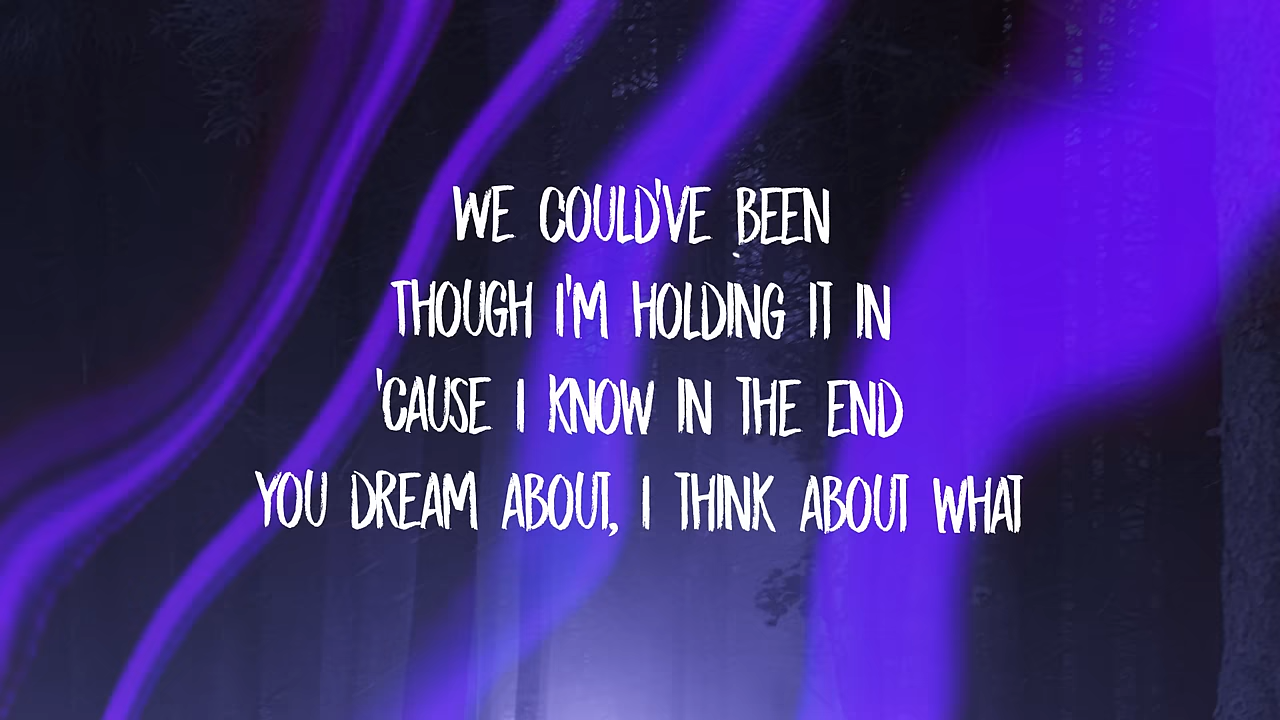 WE COULD'VE BEEN
THOUGH I'M HOLDING IT IN
'CAUSE I KNOW IN THE END
YOU DREAM ABOUT, I THINK ABOUT WHAT